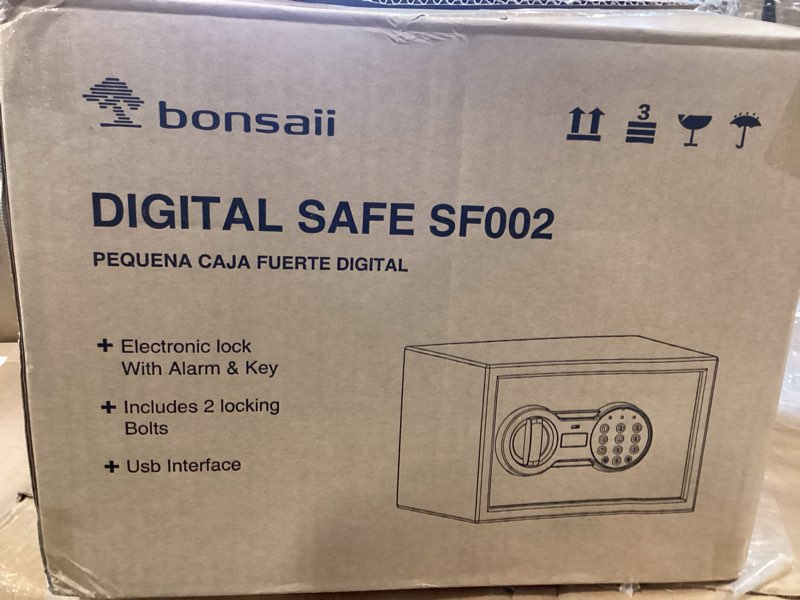 bonsaii
3
DIGITAL SAFE SF002
PEQUENA CAJA FUERTE DIGITAL
+ Electronic lock
With Alarm & Key
+ Includes 2 locking
Bolts
+ Usb Interface